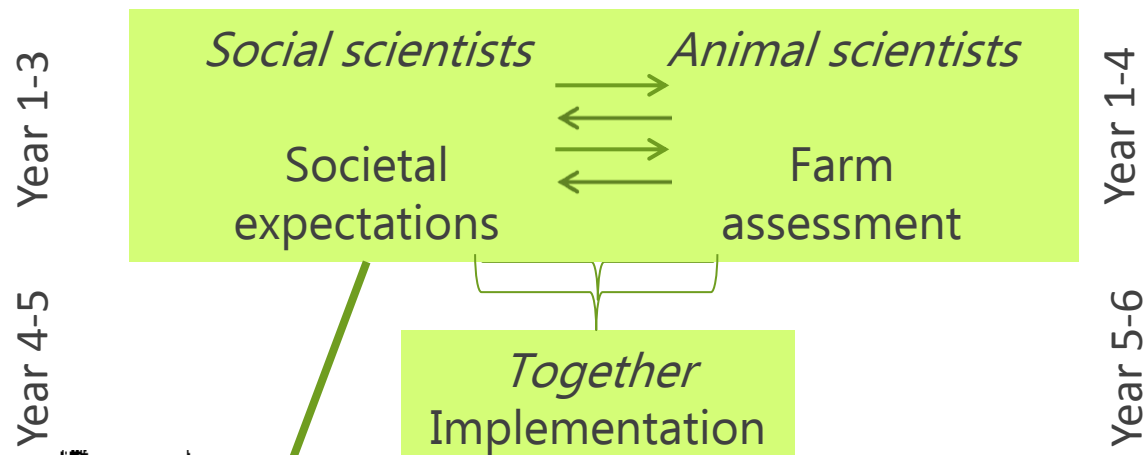 Year 1-3
Social scientists
Animal scientists
Year 1-4
Societal
expectations
Farm
assessment
Year 4-5
Together
Implementation
Year 5-6